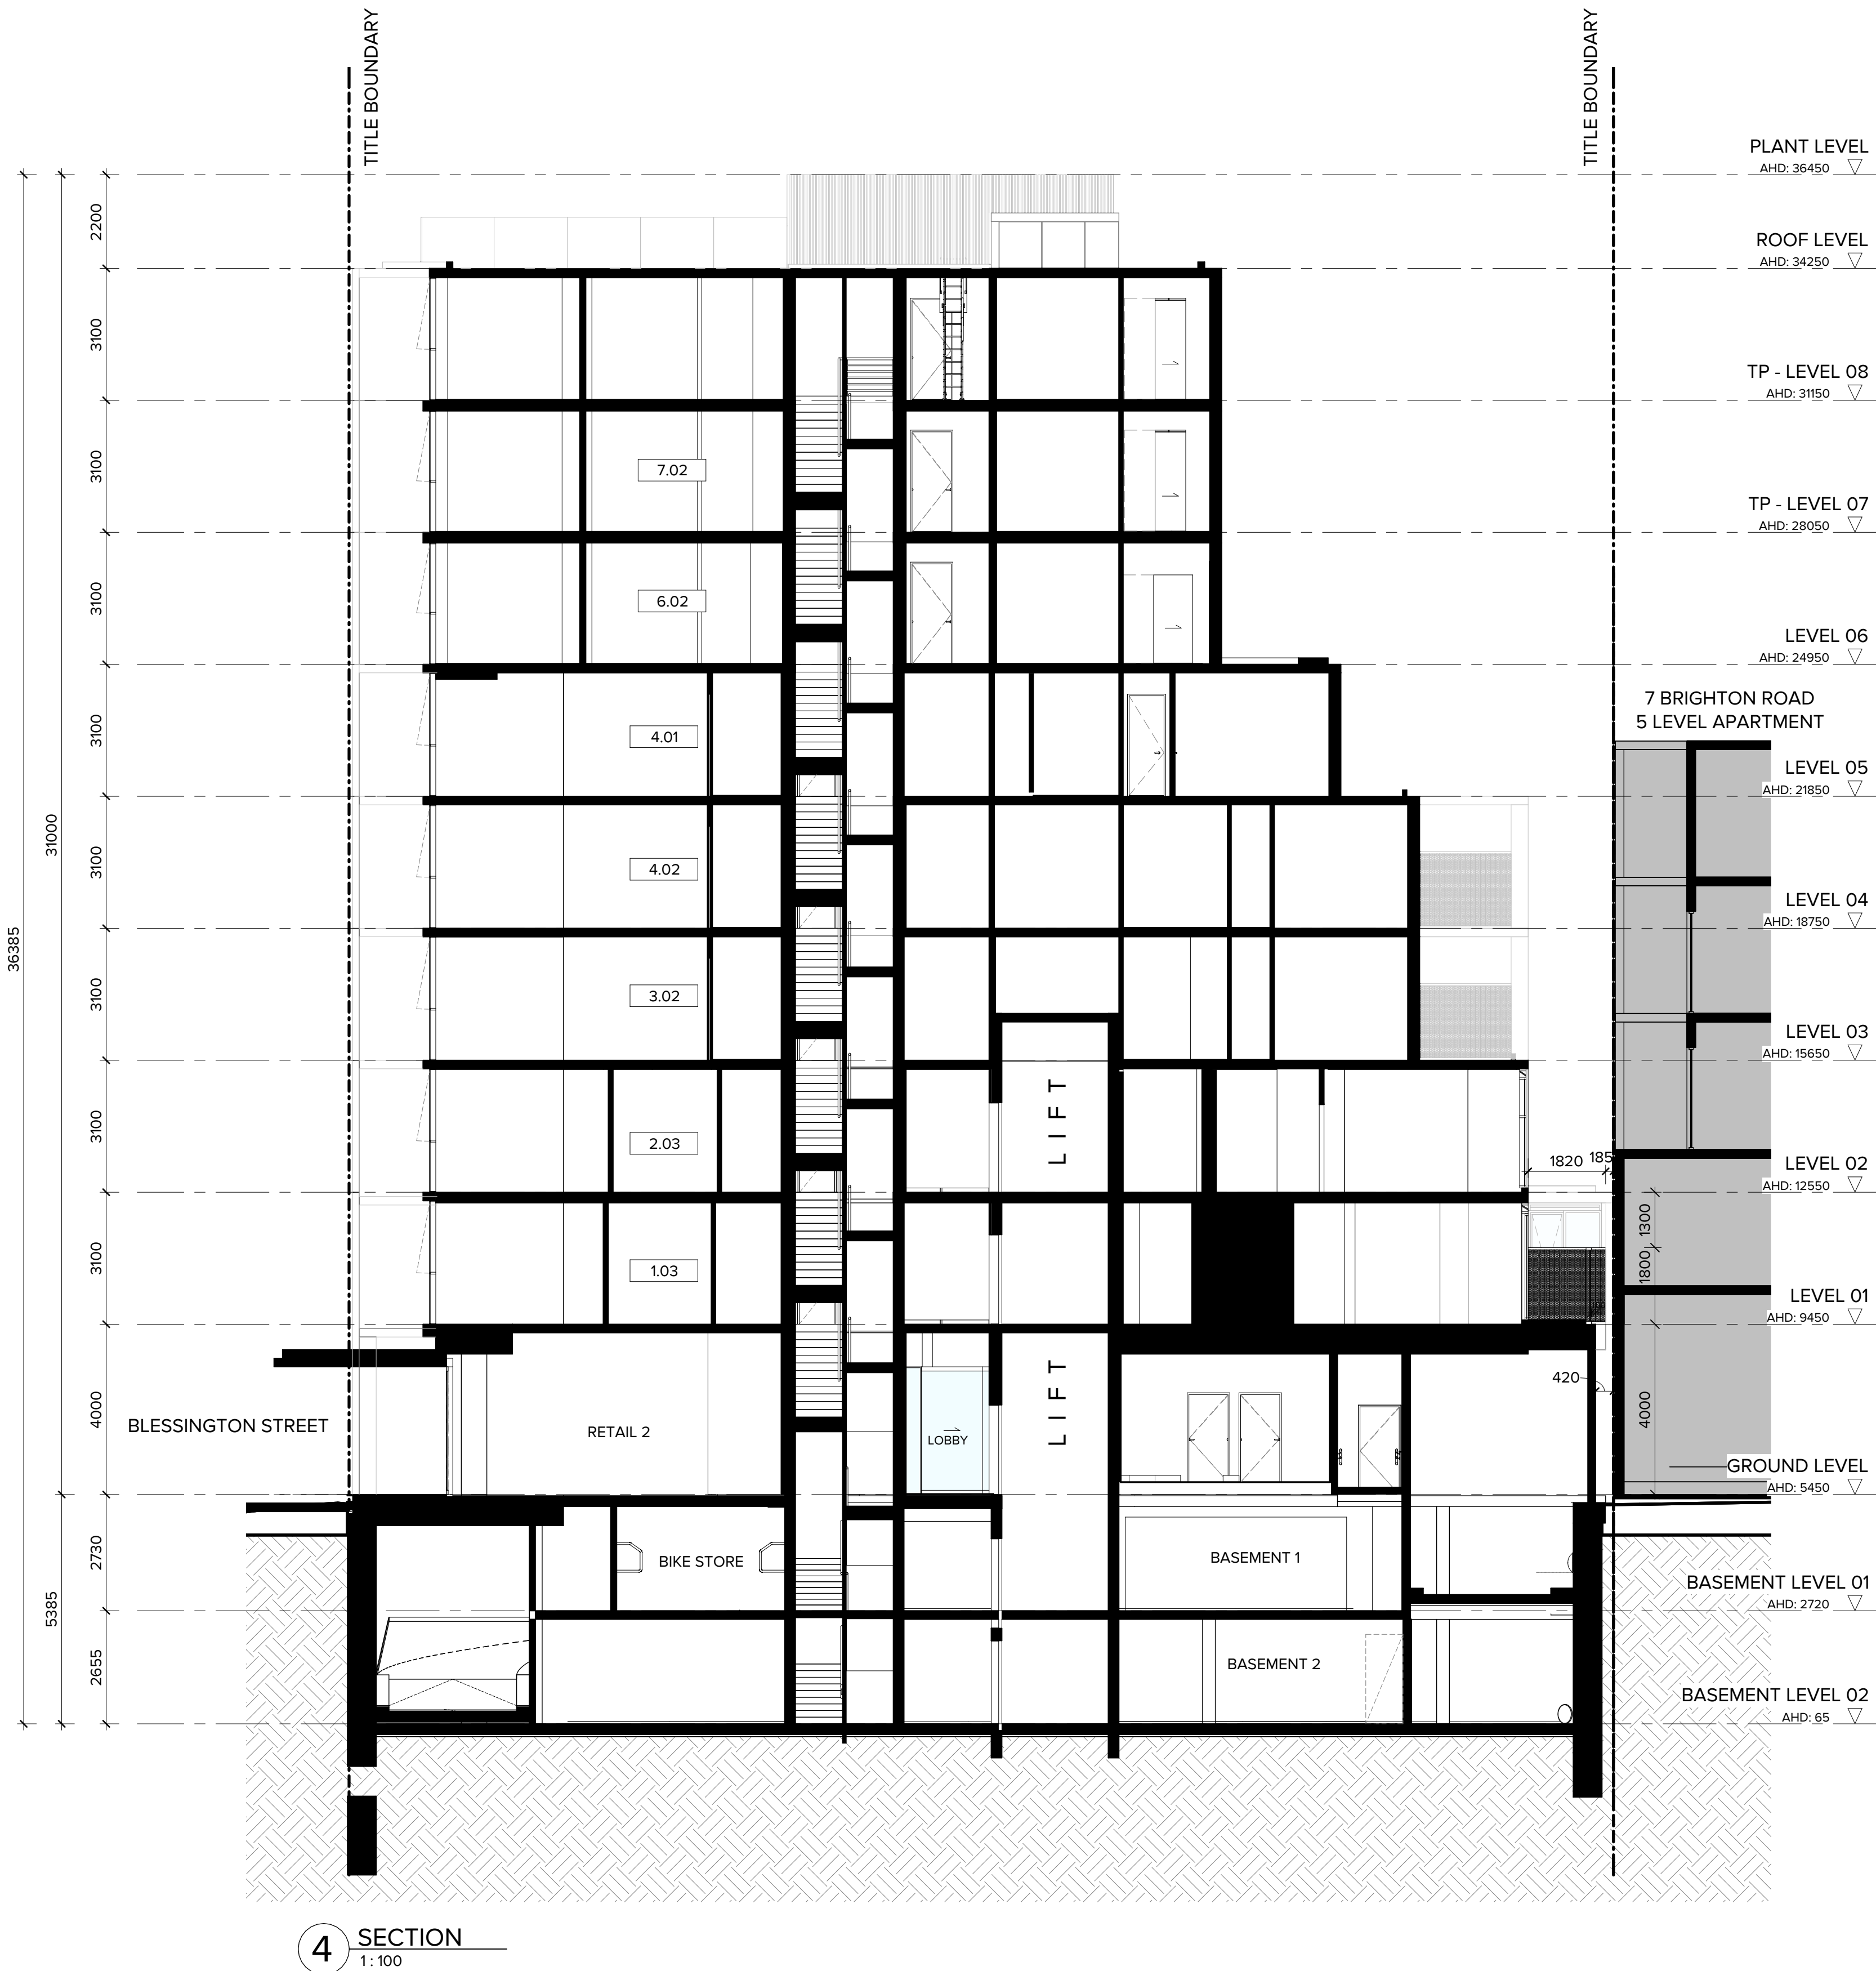 TITLE BOUNDARY
TITLE BOUNDARY
PLANT LEVEL
AHD: 36450
ROOF LEVEL
AHD: 34250
TP - LEVEL 08
AHD: 31150
TP - LEVEL 07
AHD: 28050
LEVEL 06
AHD: 24950
7 BRIGHTON ROAD
5 LEVEL APARTMENT
LEVEL 05
AHD: 21850
LEVEL 04
AHD: 18750
LEVEL 03
AHD: 15650
LEVEL 02
AHD: 12550
LEVEL 01
AHD: 9450
GROUND LEVEL
AHD: 5450
BASEMENT LEVEL 01
AHD: 2720
BASEMENT LEVEL 02
AHD: 65
36385
31000
5385
2200
3100
3100
3100
3100
3100
3100
3100
3100
4000
2730
2655
7.02
6.02
4.01
4.02
3.02
2.03
1.03
LIFT
LIFT
1820
185
1300
1800
4000
420
BLESSINGTON STREET
RETAIL 2
LOBBY
BIKE STORE
BASEMENT 1
BASEMENT 2
4
SECTION
1 : 100